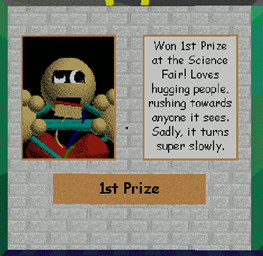 Won 1st Prize
at the Science
Fair! Loves
hugging people,
rushing towards
anyone it sees.
Sadly, it turns
super slowly.
1st Prize